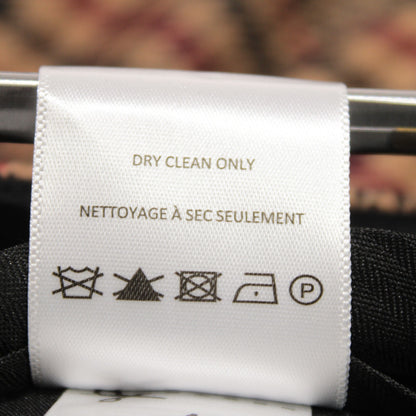 DRY CLEAN ONLY
NETTOYAGE À SEC SEULEMENT
P